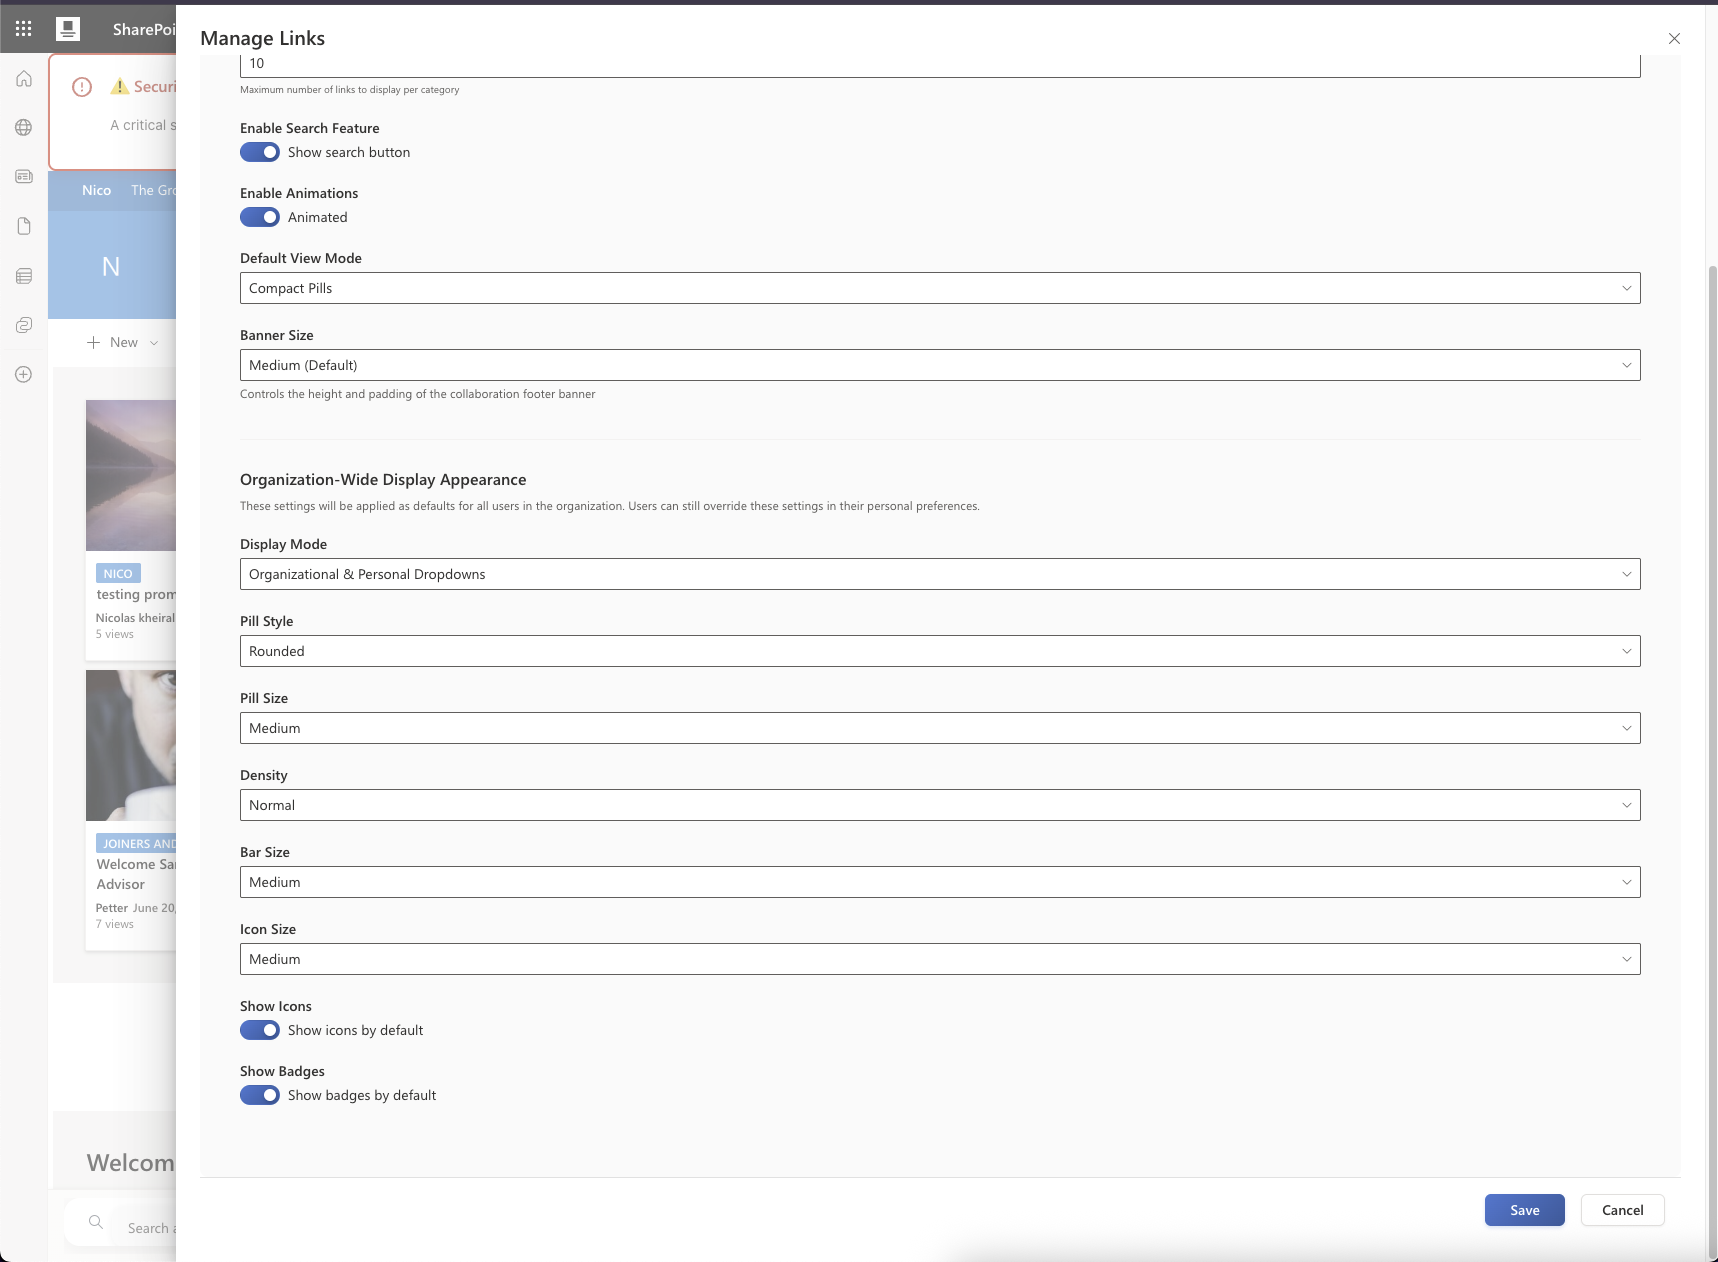 SharePoi
Manage Links
Securi
A critical s
Nico The Gro
N
New
NICO
testing prom
Nicolas kheiral
5 views
JOINERS AND
Welcome Sar
Advisor
Petter June 20,
7 views
Welcom
Search a
10
Maximum number of links to display per category
Enable Search Feature
Show search button
Enable Animations
Animated
Default View Mode
Compact Pills
Banner Size
Medium (Default)
Controls the height and padding of the collaboration footer banner
Organization-Wide Display Appearance
These settings will be applied as defaults for all users in the organization. Users can still override these settings in their personal preferences.
Display Mode
Organizational & Personal Dropdowns
Pill Style
Rounded
Pill Size
Medium
Density
Normal
Bar Size
Medium
Icon Size
Medium
Show Icons
Show icons by default
Show Badges
Show badges by default
Save
Cancel